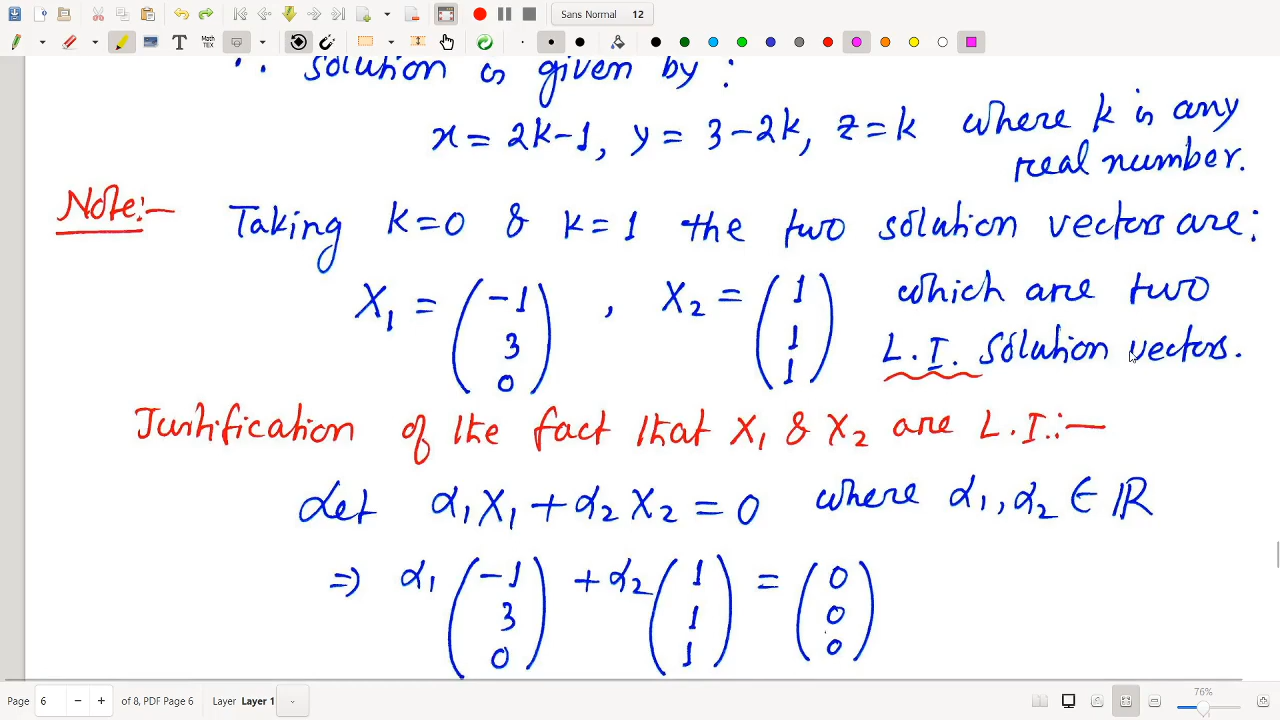 Sans Normal 12
MATH TEX
∴ Solution is given by :
x = 2k-1, y = 3-2k, z = k where k is any
real number.
Note:- Taking k=0 & k=1 the two solution vectors are:
X₁ = (-1 3 0), X₂ = (1 1 1) which are two
L.I. solution vectors.
Justification of the fact that X₁ & X₂ are L.I.:-
Let α₁X₁ + α₂X₂ = 0 where α₁, α₂ ∈ ℝ
⇒ α₁(-1 3 0) + α₂(1 1 1) = (0 0 0)
Page 6 of 8, PDF Page 6 Layer Layer 1 76%